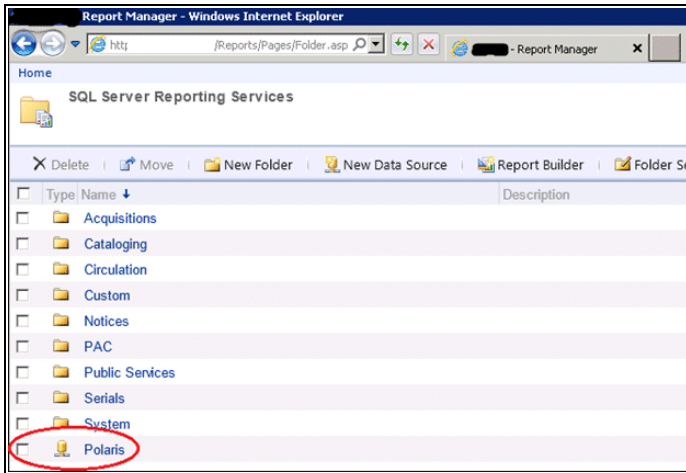 Report Manager - Windows Internet Explorer
/Reports/Pages/Folder.asp
- Report Manager
Home
SQL Server Reporting Services
Delete Move New Folder New Data Source Report Builder Folder Se
Type Name Description
Acquisitions
Cataloging
Circulation
Custom
Notices
PAC
Public Services
Serials
System
Polaris